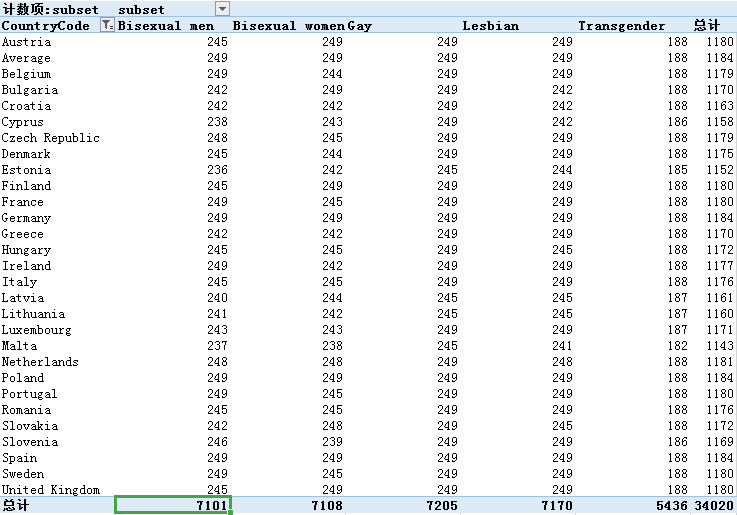 计数项:subset subset
CountryCode Bisexual men Bisexual women Gay Lesbian Transgender 总计
Austria 245 249 249 249 188 1180
Average 249 249 249 249 188 1184
Belgium 249 244 249 249 188 1179
Bulgaria 242 249 249 242 188 1170
Croatia 242 242 249 242 188 1163
Cyprus 238 243 249 242 186 1158
Czech Republic 248 245 249 249 188 1179
Denmark 245 244 249 249 188 1175
Estonia 236 242 245 244 185 1152
Finland 245 249 249 249 188 1180
France 249 245 249 249 188 1180
Germany 249 249 249 249 188 1184
Greece 242 242 249 249 188 1170
Hungary 245 245 249 245 188 1172
Ireland 249 242 249 249 188 1177
Italy 245 245 249 249 188 1176
Latvia 240 244 245 245 187 1161
Lithuania 241 242 245 245 187 1160
Luxembourg 243 243 249 249 187 1171
Malta 237 238 245 241 182 1143
Netherlands 248 248 249 248 188 1181
Poland 249 249 249 249 188 1184
Portugal 249 245 249 249 188 1180
Romania 245 245 249 249 188 1176
Slovakia 242 248 249 245 188 1172
Slovenia 246 239 249 249 186 1169
Spain 249 249 249 249 188 1184
Sweden 249 245 249 249 188 1180
United Kingdom 245 249 249 249 188 1180
总计 7101 7108 7205 7170 5436 34020